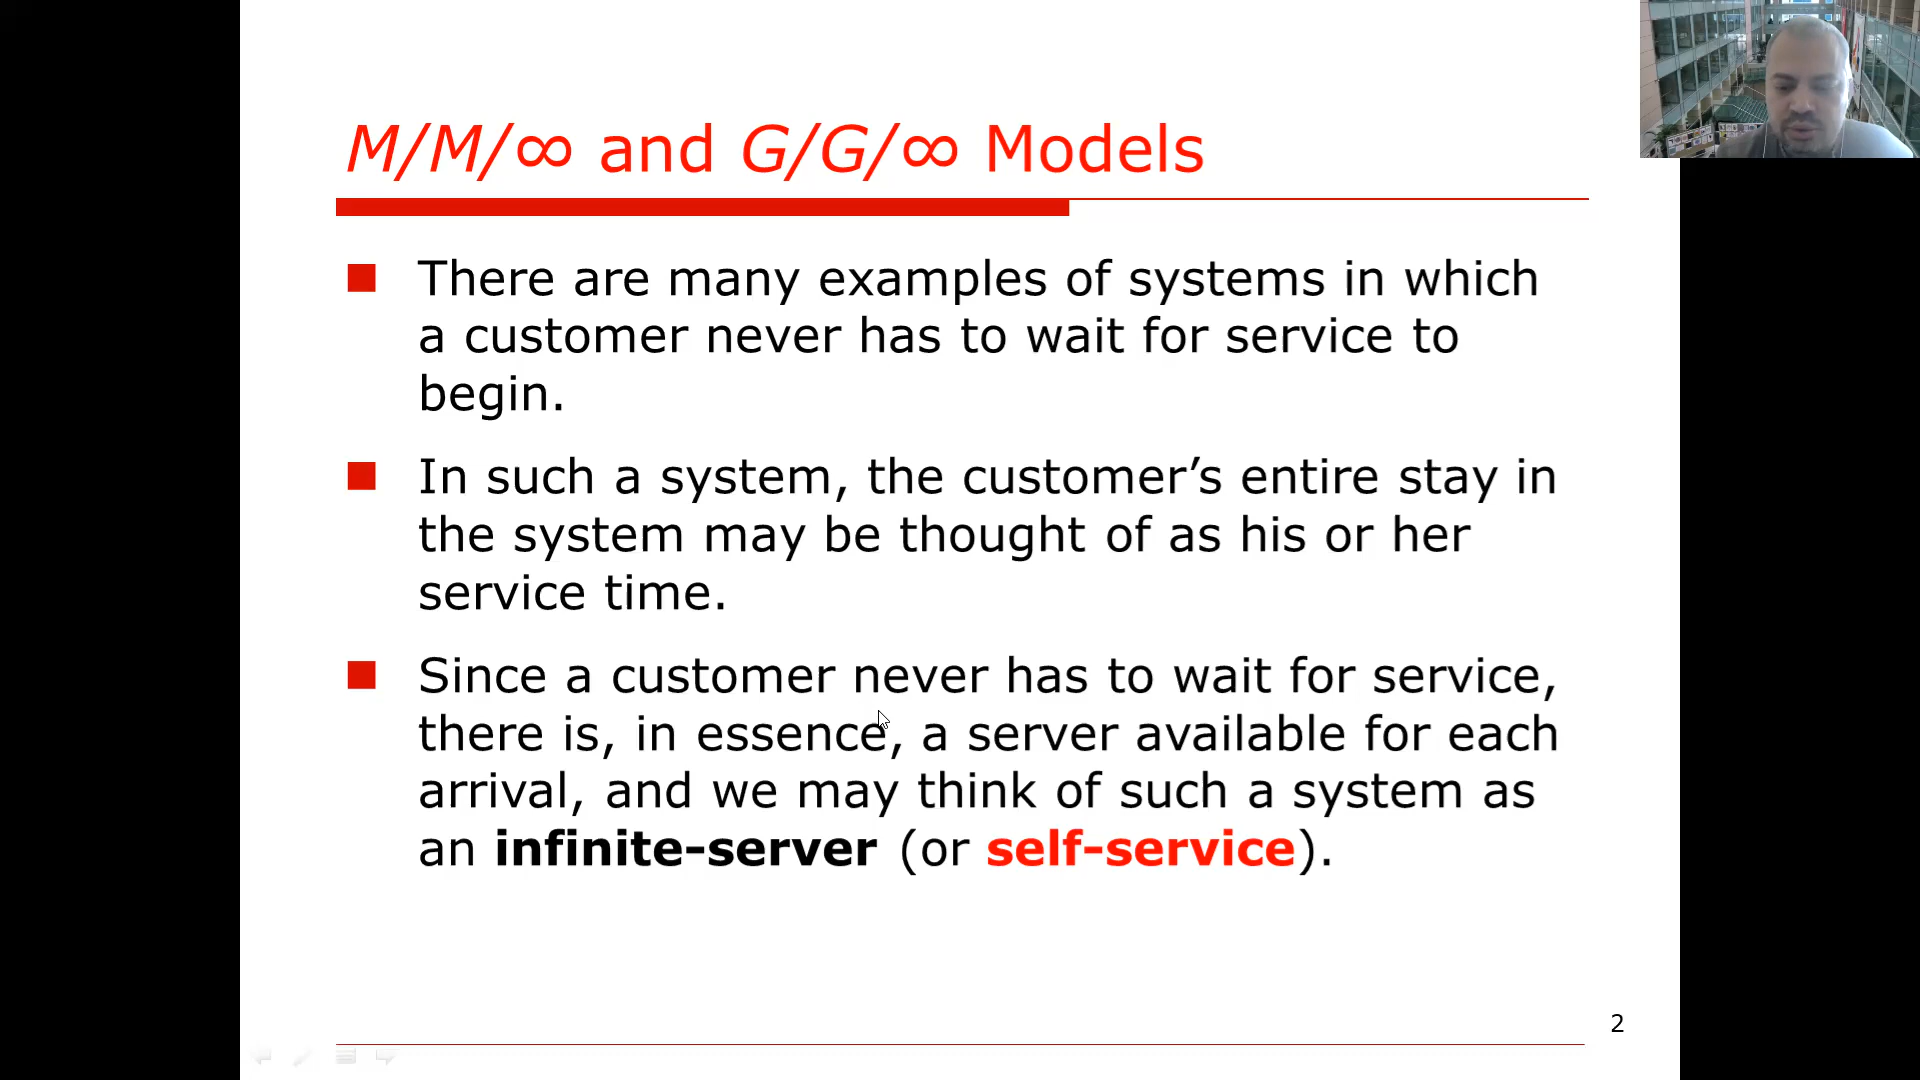 M/M/∞ and G/G/∞ Models
There are many examples of systems in which
a customer never has to wait for service to
begin.
In such a system, the customer’s entire stay in
the system may be thought of as his or her
service time.
Since a customer never has to wait for service,
there is, in essence, a server available for each
arrival, and we may think of such a system as
an infinite-server (or self-service).
2